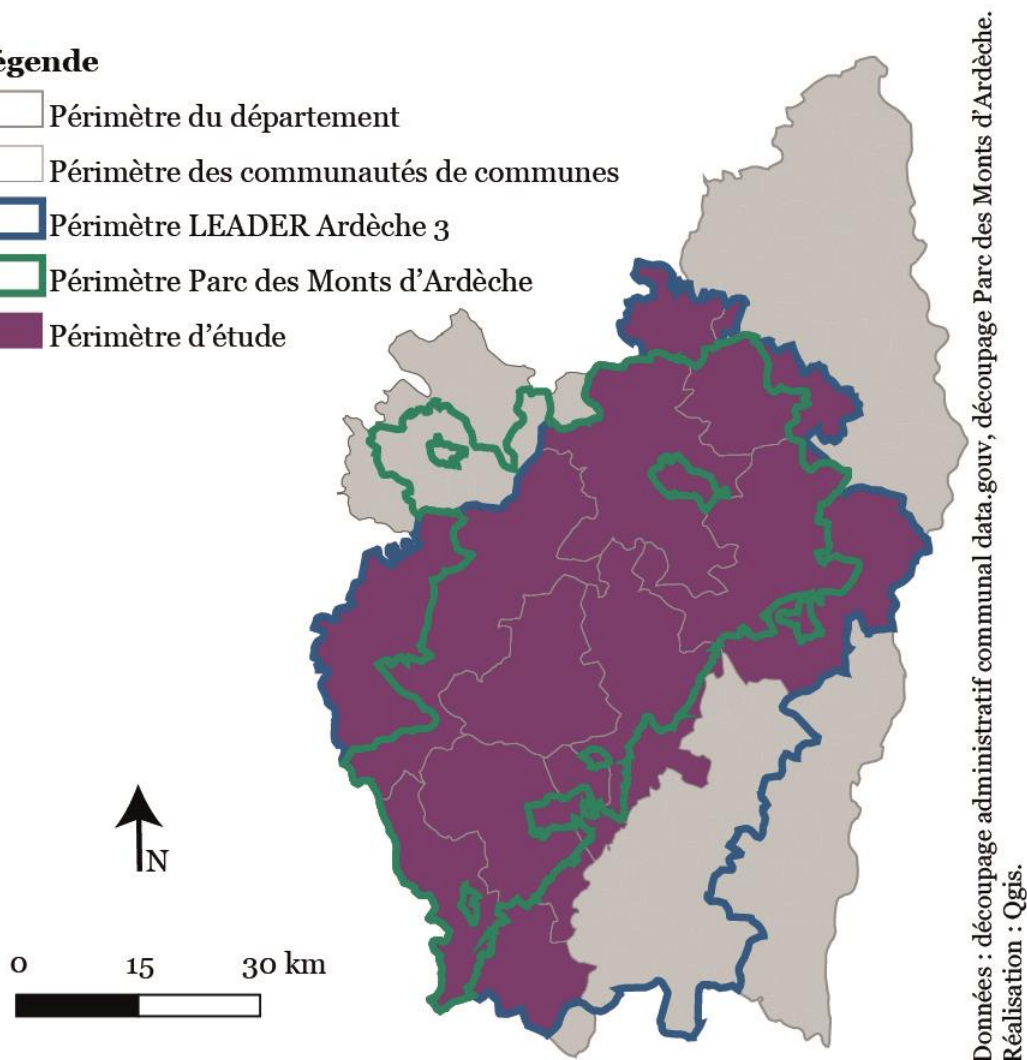 égende
Périmètre du département
Périmètre des communautés de communes
Périmètre LEADER Ardèche 3
Périmètre Parc des Monts d'Ardèche
Périmètre d'étude
N
0 15 30 km
Données : découpage administratif communal data.gouv, découpage Parc des Monts d'Ardèche.
Réalisation : Qgis.